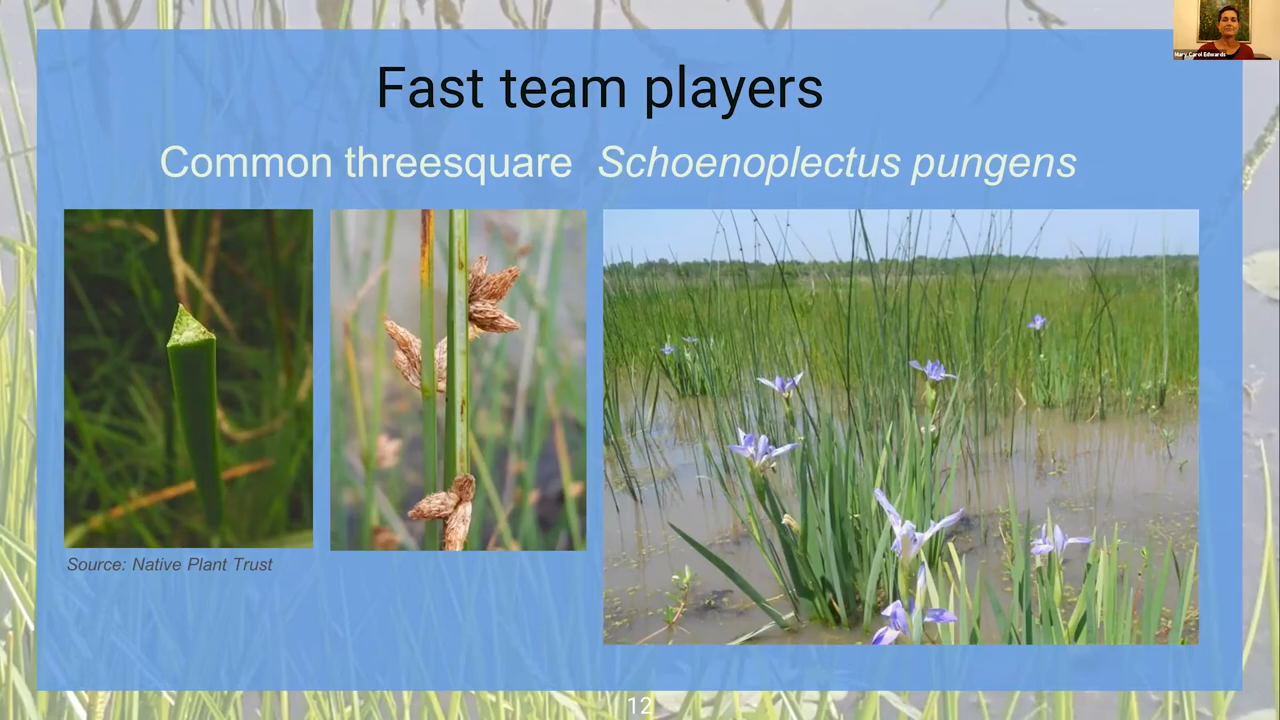 Mary Carol Edwards
Fast team players
Common threesquare Schoenoplectus pungens
Source: Native Plant Trust
12